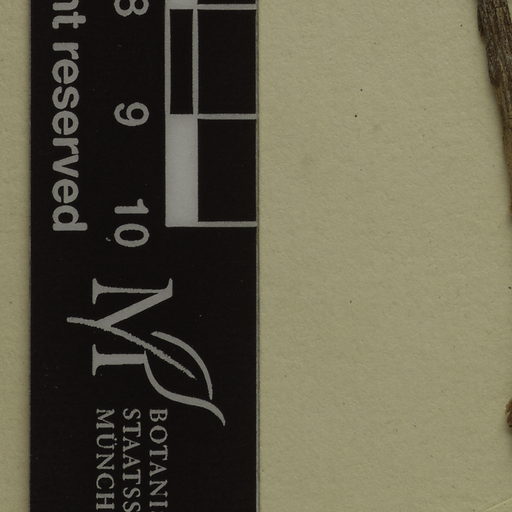 nt reserved
8 9 10
BOTANI
STAATSS
MÜNCH